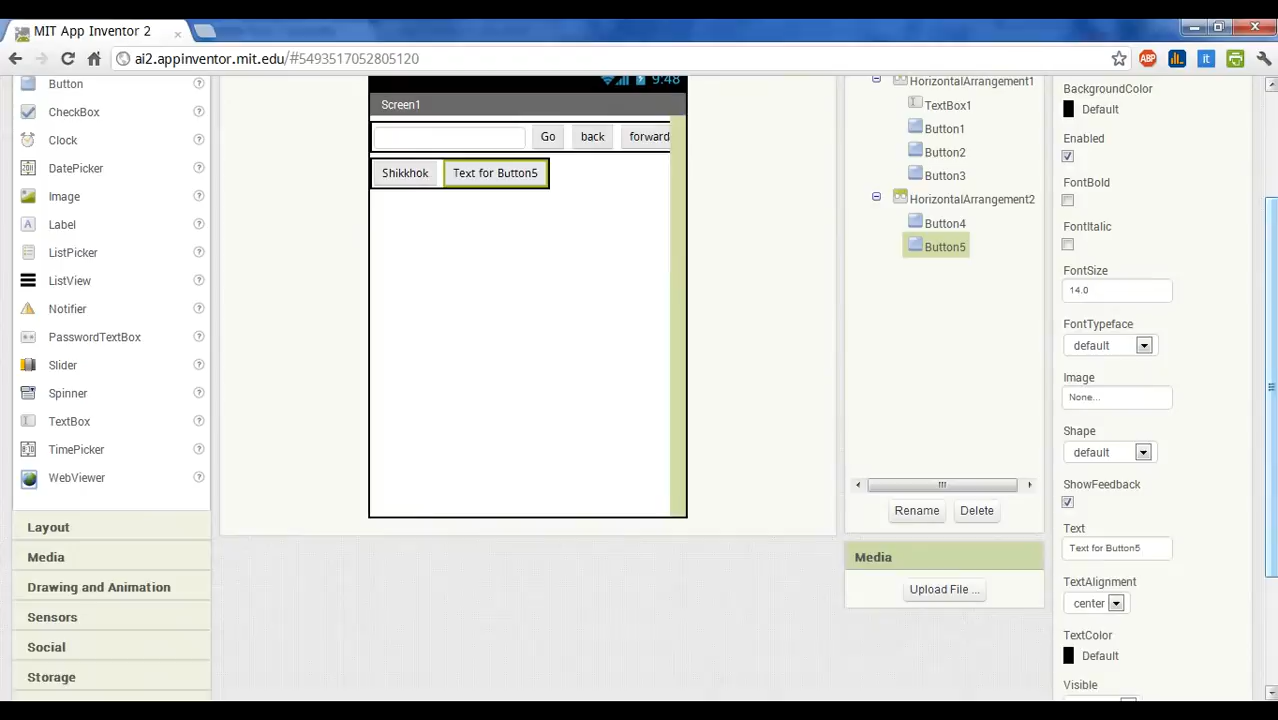 MIT App Inventor 2
ai2.appinventor.mit.edu/#5493517052805120
ABP
it
Button
CheckBox
Clock
DatePicker
Image
Label
ListPicker
ListView
Notifier
PasswordTextBox
Slider
Spinner
TextBox
TimePicker
WebViewer
Layout
Media
Drawing and Animation
Sensors
Social
Storage
9:48
Screen1
Go back forward
Shikkhok Text for Button5
HorizontalArrangement1
TextBox1
Button1
Button2
Button3
HorizontalArrangement2
Button4
Button5
Rename Delete
Media
Upload File ...
BackgroundColor
Default
Enabled
FontBold
FontItalic
FontSize
14.0
FontTypeface
default
Image
None...
Shape
default
ShowFeedback
Text
Text for Button5
TextAlignment
center
TextColor
Default
Visible